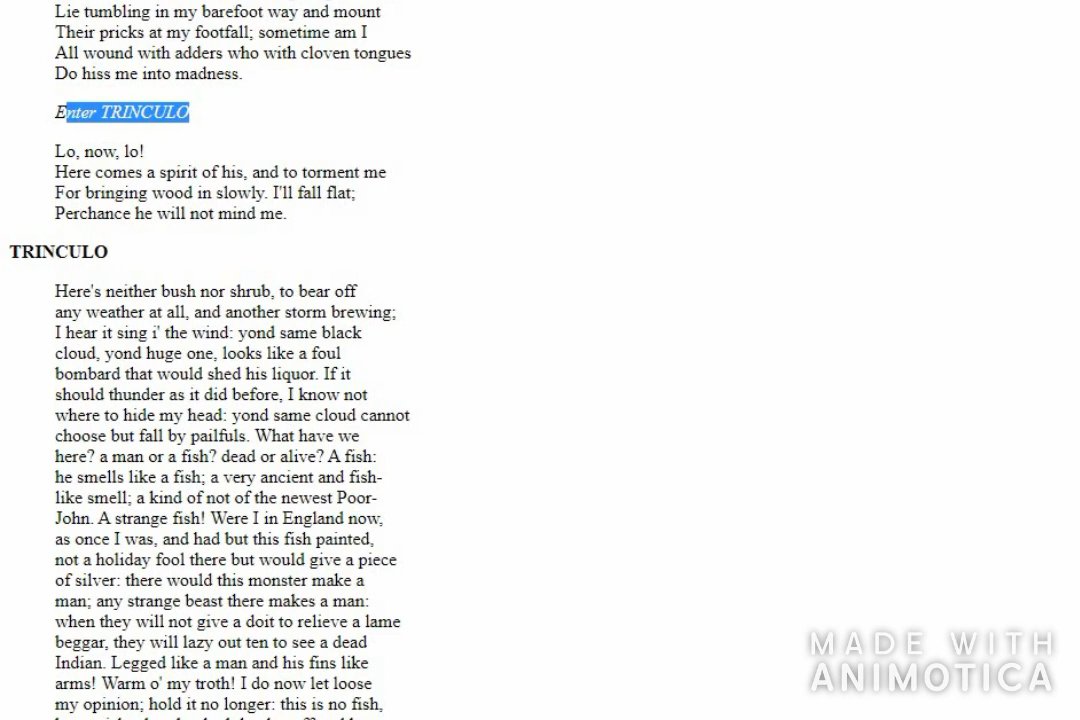 Lie tumbling in my barefoot way and mount
Their pricks at my footfall; sometime am I
All wound with adders who with cloven tongues
Do hiss me into madness.
Enter TRINCULO
Lo, now, lo!
Here comes a spirit of his, and to torment me
For bringing wood in slowly. I'll fall flat;
Perchance he will not mind me.
TRINCULO
Here's neither bush nor shrub, to bear off
any weather at all, and another storm brewing;
I hear it sing i' the wind: yond same black
cloud, yond huge one, looks like a foul
bombard that would shed his liquor. If it
should thunder as it did before, I know not
where to hide my head: yond same cloud cannot
choose but fall by pailfuls. What have we
here? a man or a fish? dead or alive? A fish:
he smells like a fish; a very ancient and fish-
like smell; a kind of not of the newest Poor-
John. A strange fish! Were I in England now,
as once I was, and had but this fish painted,
not a holiday fool there but would give a piece
of silver: there would this monster make a
man; any strange beast there makes a man:
when they will not give a doit to relieve a lame
beggar, they will lazy out ten to see a dead
Indian. Legged like a man and his fins like
arms! Warm o' my troth! I do now let loose
my opinion; hold it no longer: this is no fish,
MADE WITH
ANIMOTICA